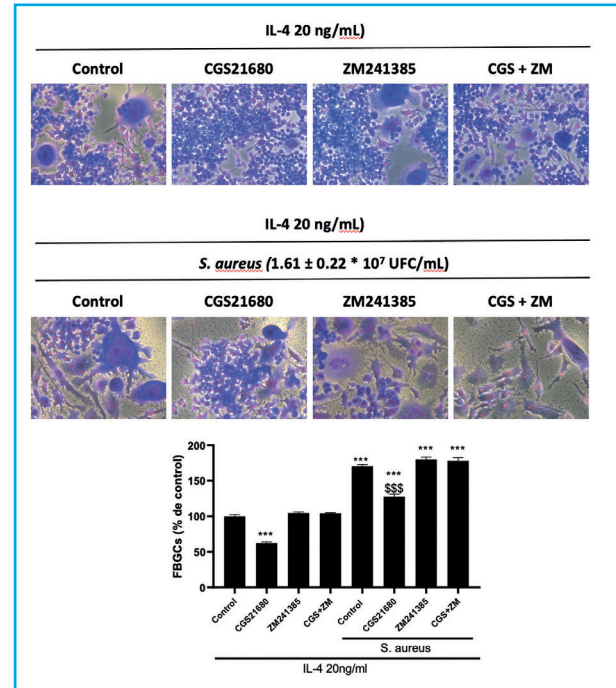 IL-4 20 ng/mL)
Control CGS21680 ZM241385 CGS + ZM
IL-4 20 ng/mL)
S. aureus (1.61 ± 0.22 * 10⁷ UFC/mL)
Control CGS21680 ZM241385 CGS + ZM
FBGCs (% de control)
200
150
100
50
0
***
***
***
$$$
***
***
Control
CGS21680
ZM241385
CGS+ZM
Control
CGS21680
ZM241385
CGS+ZM
S. aureus
IL-4 20ng/ml